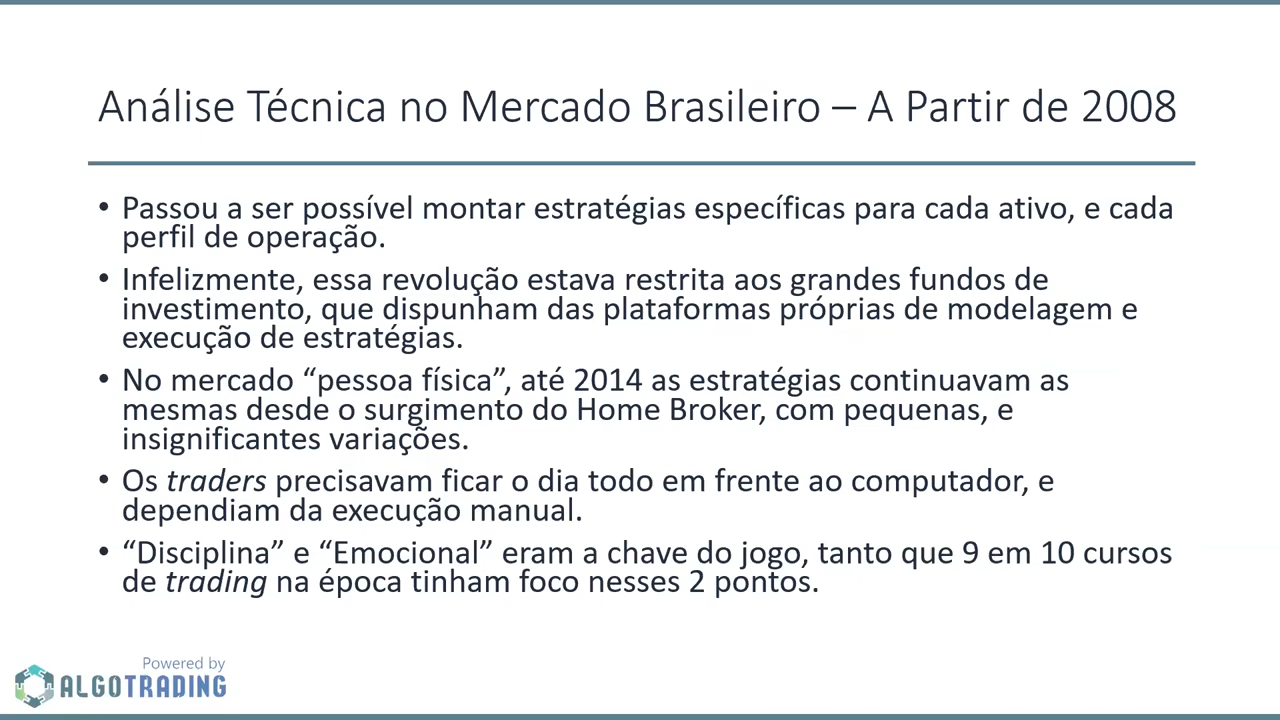 Análise Técnica no Mercado Brasileiro – A Partir de 2008
• Passou a ser possível montar estratégias específicas para cada ativo, e cada
perfil de operação.
• Infelizmente, essa revolução estava restrita aos grandes fundos de
investimento, que dispunham das plataformas próprias de modelagem e
execução de estratégias.
• No mercado “pessoa física”, até 2014 as estratégias continuavam as
mesmas desde o surgimento do Home Broker, com pequenas, e
insignificantes variações.
• Os traders precisavam ficar o dia todo em frente ao computador, e
dependiam da execução manual.
• “Disciplina” e “Emocional” eram a chave do jogo, tanto que 9 em 10 cursos
de trading na época tinham foco nesses 2 pontos.
Powered by
ALGOTRADING